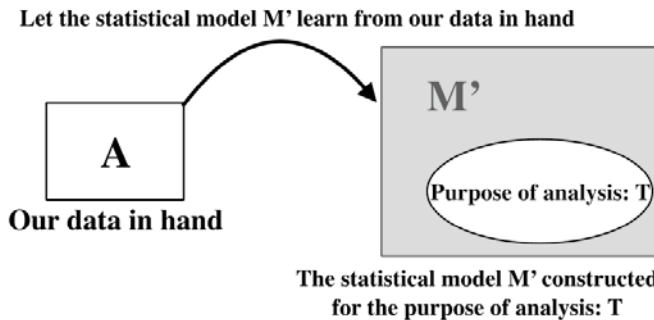 Let the statistical model M’ learn from our data in hand
M’
A
Purpose of analysis: T
Our data in hand
The statistical model M’ constructed
for the purpose of analysis: T